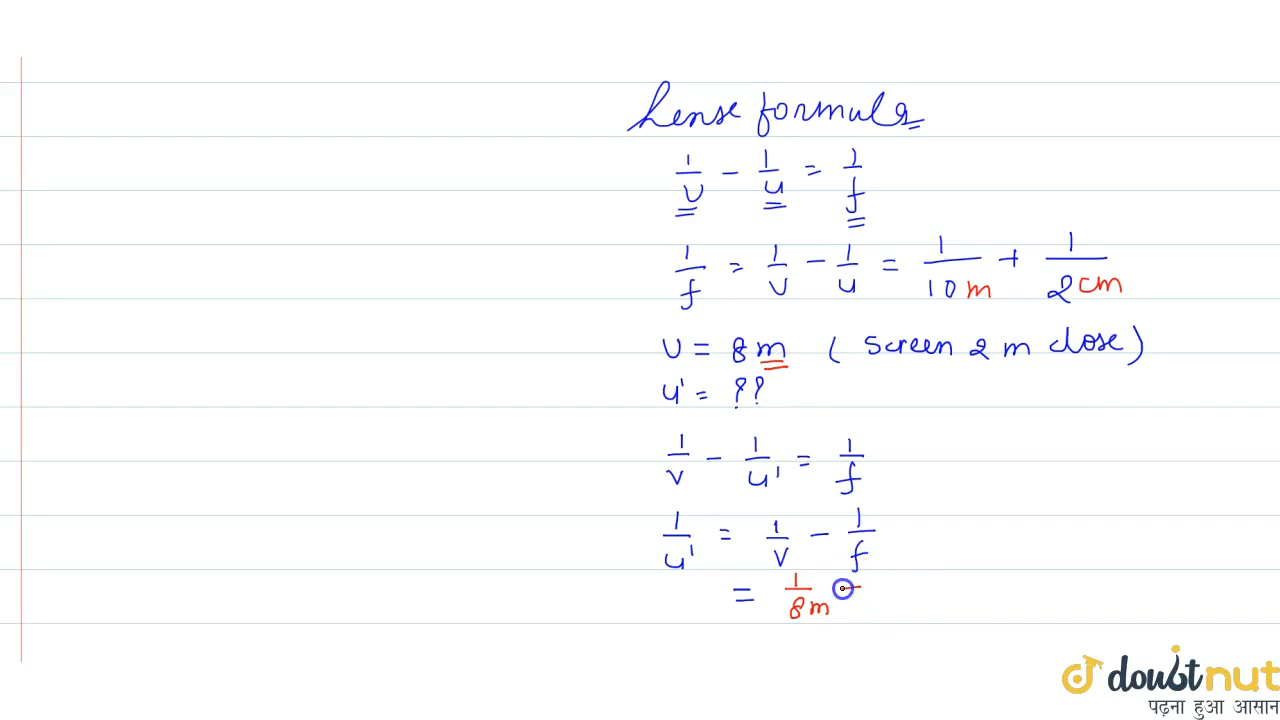 Lense formula
1/v - 1/u = 1/f
1/f = 1/v - 1/u = 1/10m + 1/2cm
v = 8m ( Screen 2 m close )
u' = ??
1/v - 1/u' = 1/f
1/u' = 1/v - 1/f
= 1/8m -
doubtnut
पढ़ना हुआ आसान